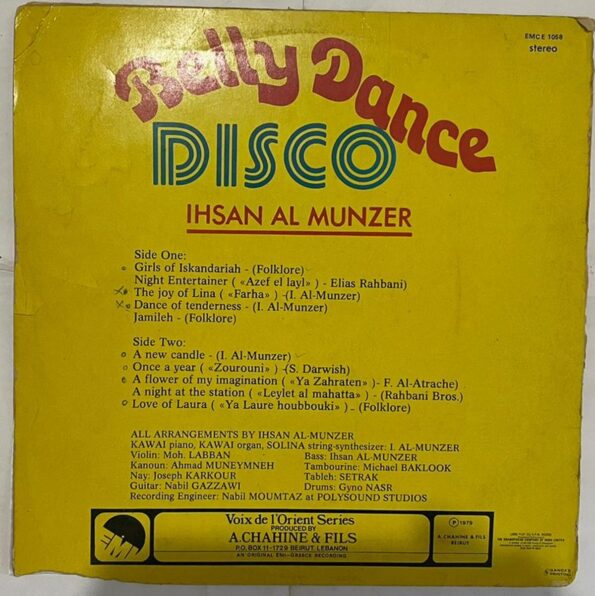 EMCE 1058
stereo
Belly Dance
DISCO
IHSAN AL MUNZER
Side One:
Girls of Iskandariah - (Folklore)
Night Entertainer ( «Azef el layl» ) - Elias Rahbani)
The joy of Lina ( «Farha» ) -(I. Al-Munzer)
Dance of tenderness - (I. Al-Munzer)
Jamileh - (Folklore)
Side Two:
A new candle - (I. Al-Munzer)
Once a year ( «Zourouni» ) -(S. Darwish)
A flower of my imagination ( «Ya Zahraten» )- F. Al-Atrache)
A night at the station ( «Leylet al mahatta» ) - (Rahbani Bros.)
Love of Laura ( «Ya Laure houbbouki ) - (Folklore)
ALL ARRANGEMENTS BY IHSAN AL-MUNZER
KAWAI piano, KAWAI organ, SOLINA string-synthesizer: I. AL-MUNZER
Violin: Moh. LABBAN Bass: Ihsan AL-MUNZER
Kanoun: Ahmad MUNEYMNEH Tambourine: Michael BAKLOOK
Nay: Joseph KARKOUR Tableh: SETRAK
Guitar: Nabil GAZZAWI Drums: Gyno NASR
Recording Engineer: Nabil MOUMTAZ at POLYSOUND STUDIOS
EMI
Voix de l'Orient Series
PRODUCED BY
A.CHAHINE & FILS
P.O. BOX 11-1729 BEIRUT, LEBANON
AN ORIGINAL EMI-GREECE RECORDING
℗ 1979
A. CHAHINE & FILS
BEIRUT